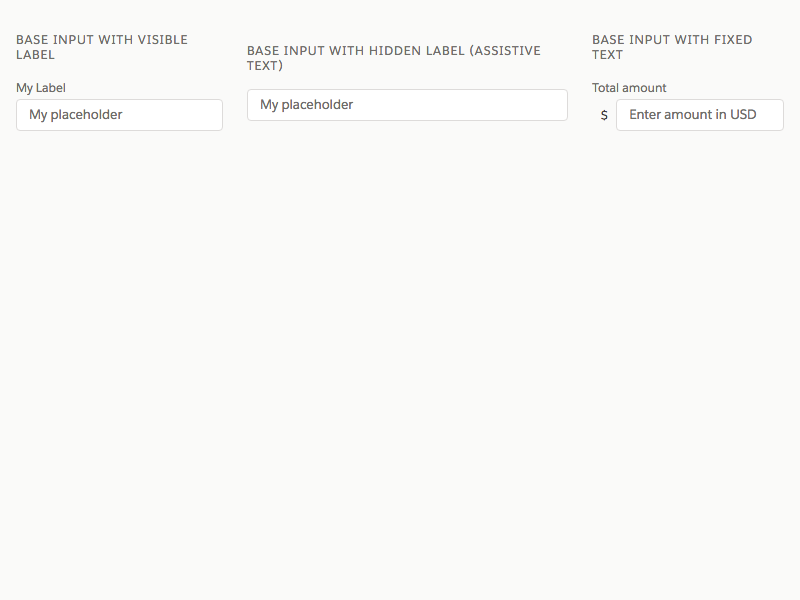 BASE INPUT WITH VISIBLE
LABEL
My Label
My placeholder
BASE INPUT WITH HIDDEN LABEL (ASSISTIVE
TEXT)
My placeholder
BASE INPUT WITH FIXED
TEXT
Total amount
$ Enter amount in USD